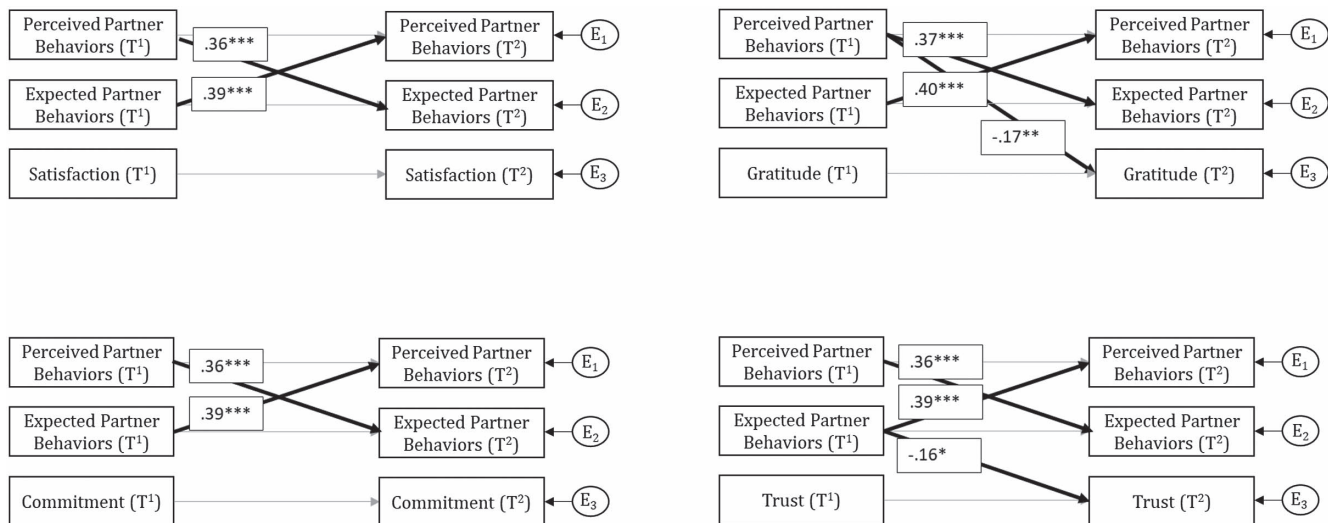 Perceived Partner
Behaviors (T¹)
.36***
Perceived Partner
Behaviors (T²)
E₁
Expected Partner
Behaviors (T¹)
.39***
Expected Partner
Behaviors (T²)
E₂
Satisfaction (T¹)
Satisfaction (T²)
E₃
Perceived Partner
Behaviors (T¹)
.37***
Perceived Partner
Behaviors (T²)
E₁
Expected Partner
Behaviors (T¹)
.40***
Expected Partner
Behaviors (T²)
E₂
-.17**
Gratitude (T¹)
Gratitude (T²)
E₃
Perceived Partner
Behaviors (T¹)
.36***
Perceived Partner
Behaviors (T²)
E₁
Expected Partner
Behaviors (T¹)
.39***
Expected Partner
Behaviors (T²)
E₂
Commitment (T¹)
Commitment (T²)
E₃
Perceived Partner
Behaviors (T¹)
.36***
Perceived Partner
Behaviors (T²)
E₁
Expected Partner
Behaviors (T¹)
.39***
Expected Partner
Behaviors (T²)
E₂
-.16*
Trust (T¹)
Trust (T²)
E₃